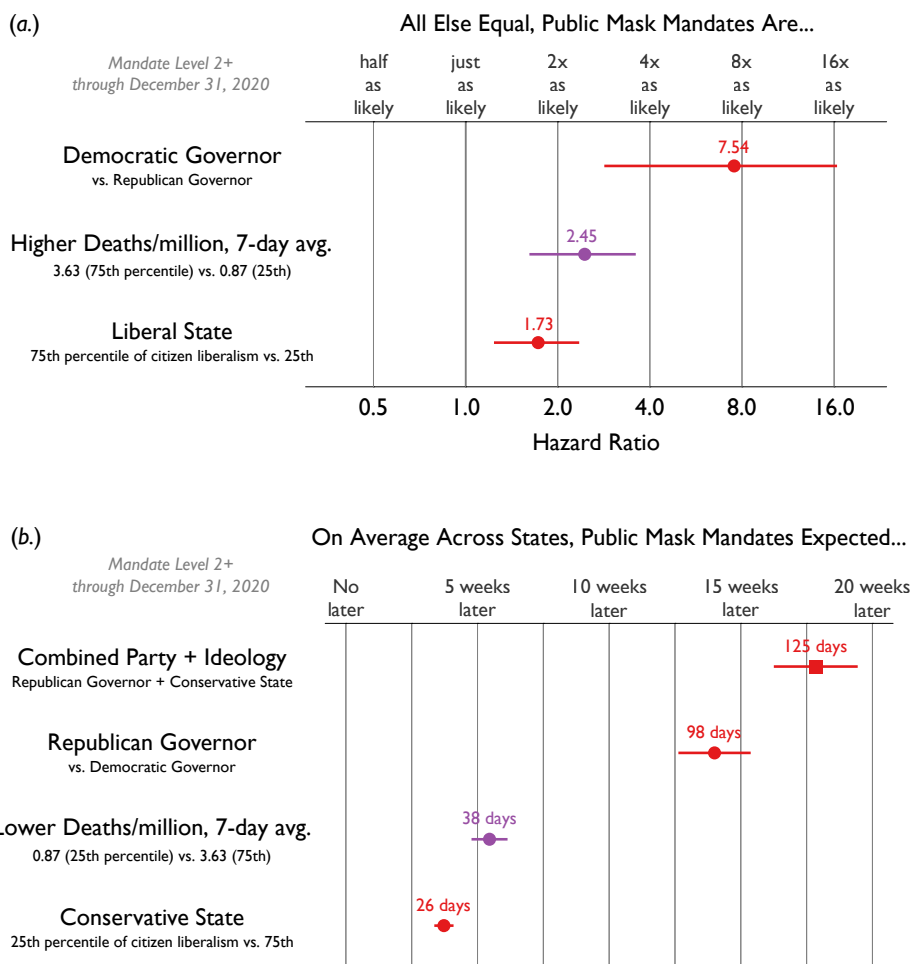 (a.)
All Else Equal, Public Mask Mandates Are...
Mandate Level 2+
through December 31, 2020
half
as
likely
just
as
likely
2x
as
likely
4x
as
likely
8x
as
likely
16x
as
likely
Democratic Governor
vs. Republican Governor
7.54
Higher Deaths/million, 7-day avg.
3.63 (75th percentile) vs. 0.87 (25th)
2.45
Liberal State
75th percentile of citizen liberalism vs. 25th
1.73
0.5
1.0
2.0
4.0
8.0
16.0
Hazard Ratio
(b.)
On Average Across States, Public Mask Mandates Expected...
Mandate Level 2+
through December 31, 2020
No
later
5 weeks
later
10 weeks
later
15 weeks
later
20 weeks
later
Combined Party + Ideology
Republican Governor + Conservative State
125 days
Republican Governor
vs. Democratic Governor
98 days
Lower Deaths/million, 7-day avg.
0.87 (25th percentile) vs. 3.63 (75th)
38 days
Conservative State
25th percentile of citizen liberalism vs. 75th
26 days